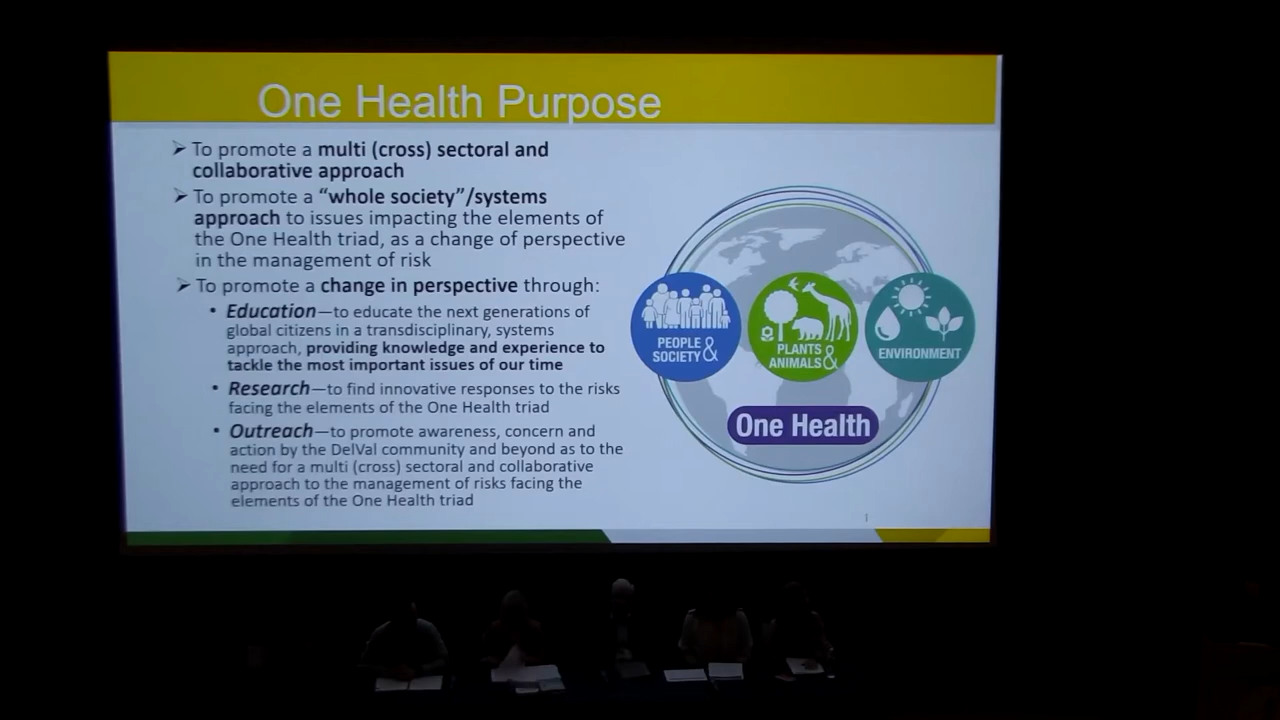 One Health Purpose
➢ To promote a multi (cross) sectoral and
collaborative approach
➢ To promote a “whole society”/systems
approach to issues impacting the elements of
the One Health triad, as a change of perspective
in the management of risk
➢ To promote a change in perspective through:
• Education—to educate the next generations of
global citizens in a transdisciplinary, systems
approach, providing knowledge and experience to
tackle the most important issues of our time
• Research—to find innovative responses to the risks
facing the elements of the One Health triad
• Outreach—to promote awareness, concern and
action by the DelVal community and beyond as to the
need for a multi (cross) sectoral and collaborative
approach to the management of risks facing the
elements of the One Health triad
PEOPLE
SOCIETY &
PLANTS
ANIMALS &
ENVIRONMENT
One Health
1